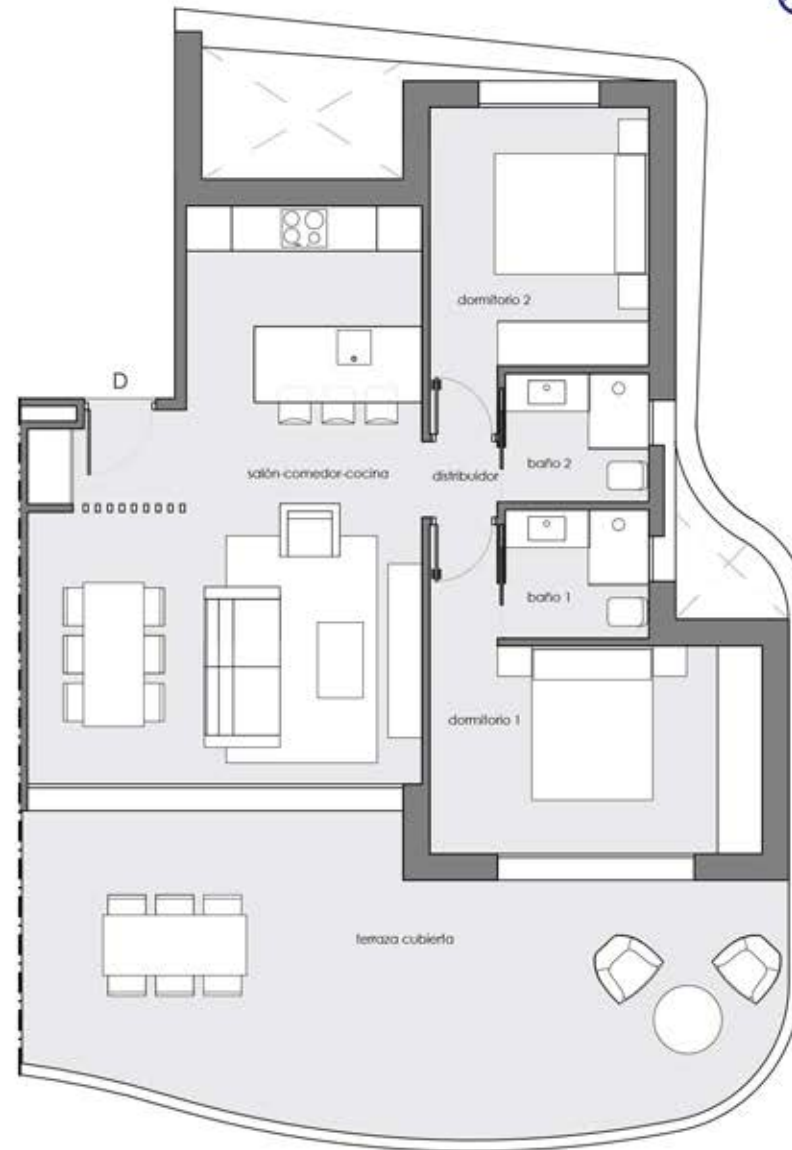 dormitorio 2
D
salón-comedor-cocina
distribuidor
baño 2
baño 1
dormitorio 1
terraza cubierta